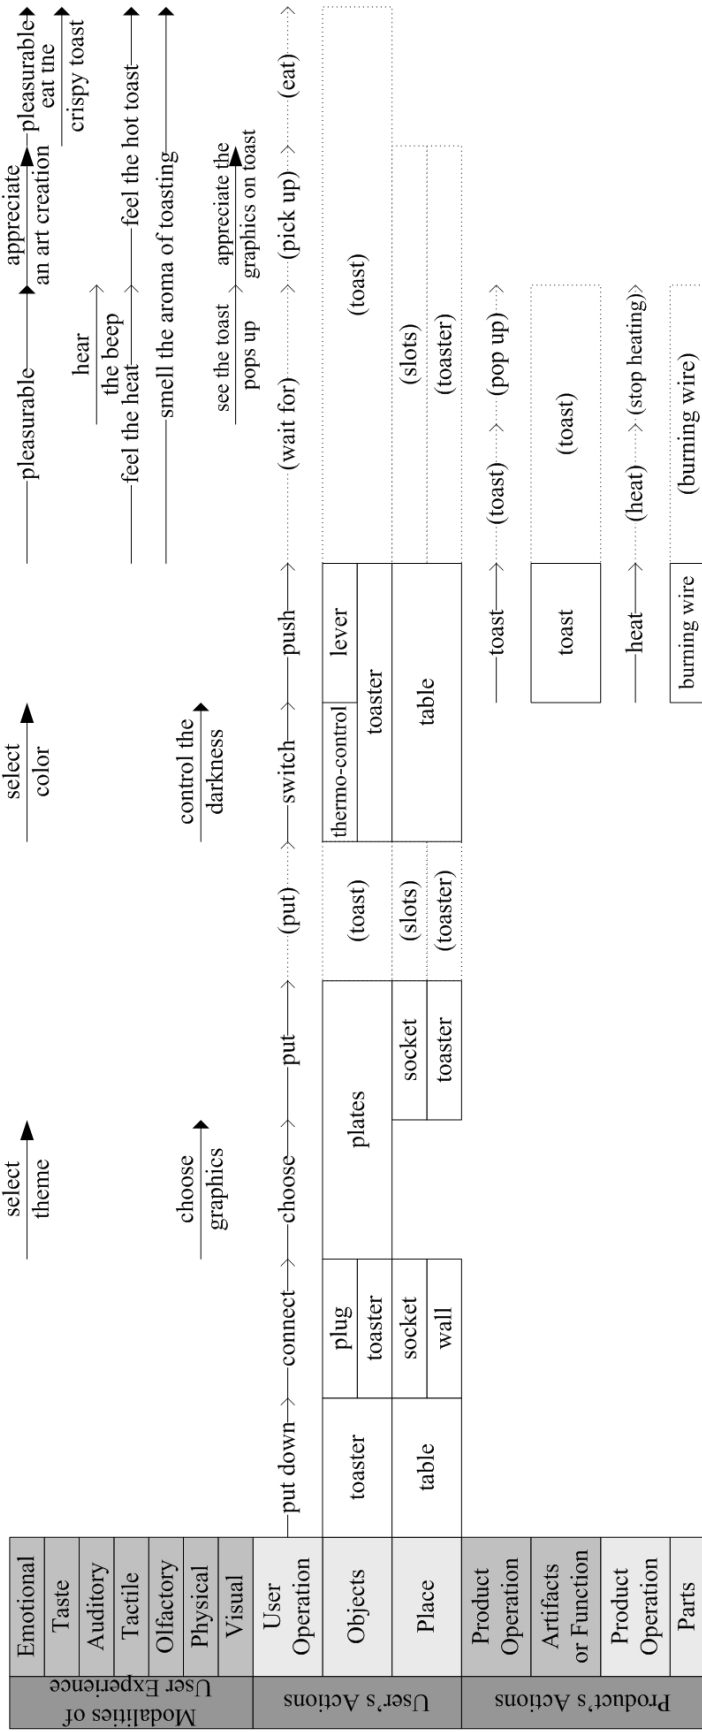 Modalities of
User Experience
Emotional
select
theme
select
color
pleasurable
appreciate
an art creation
pleasurable
Taste
eat the
crispy toast
Auditory
hear
the beep
Tactile
feel the heat
feel the hot toast
Olfactory
smell the aroma of toasting
Physical
choose
graphics
control the
darkness
Visual
see the toast
pops up
appreciate the
graphics on toast
User's Actions
User
Operation
put down
connect
choose
put
(put)
switch
push
(wait for)
(pick up)
(eat)
Objects
toaster
plug
toaster
plates
(toast)
thermo-control
lever
toaster
(toast)
Place
table
socket
wall
socket
toaster
(slots)
(toaster)
table
(slots)
(toaster)
Product's Actions
Product
Operation
toast
(toast)
(pop up)
Artifacts
or Function
toast
(toast)
Product
Operation
heat
(heat)
(stop heating)
Parts
burning wire
(burning wire)